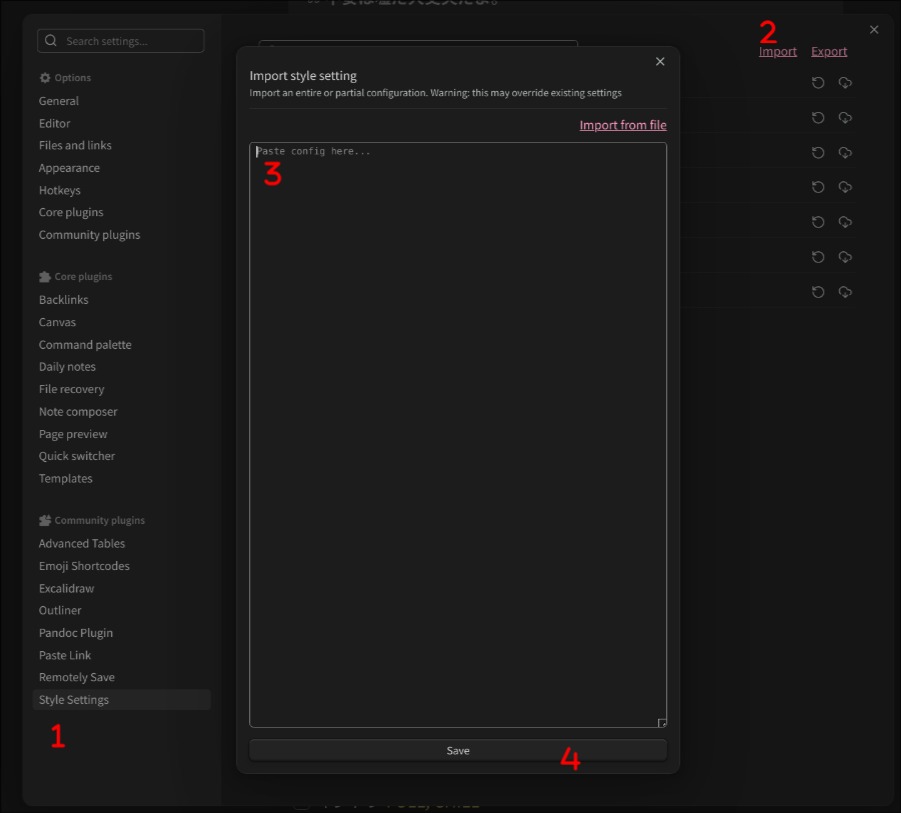 Search settings...
Options
General
Editor
Files and links
Appearance
Hotkeys
Core plugins
Community plugins
Core plugins
Backlinks
Canvas
Command palette
Daily notes
File recovery
Note composer
Page preview
Quick switcher
Templates
Community plugins
Advanced Tables
Emoji Shortcodes
Excalidraw
Outliner
Pandoc Plugin
Paste Link
Remotely Save
Style Settings
1
2
Import Export
Import style setting
Import an entire or partial configuration. Warning: this may override existing settings
Import from file
Paste config here...
3
Save
4